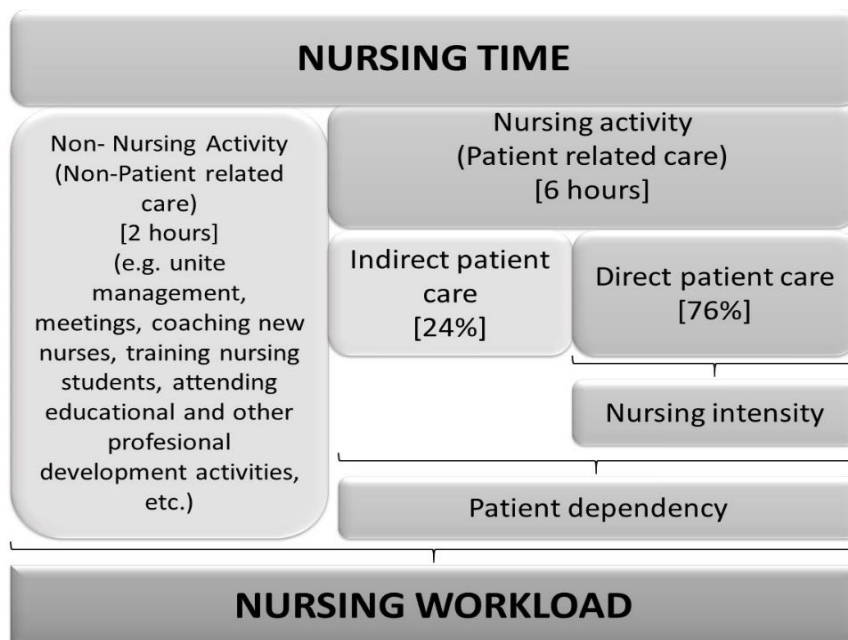 NURSING TIME
Non- Nursing Activity
(Non-Patient related
care)
[2 hours]
(e.g. unite
management,
meetings, coaching new
nurses, training nursing
students, attending
educational and other
profesional
development activities,
etc.)
Nursing activity
(Patient related care)
[6 hours]
Indirect patient
care
[24%]
Direct patient care
[76%]
Nursing intensity
Patient dependency
NURSING WORKLOAD